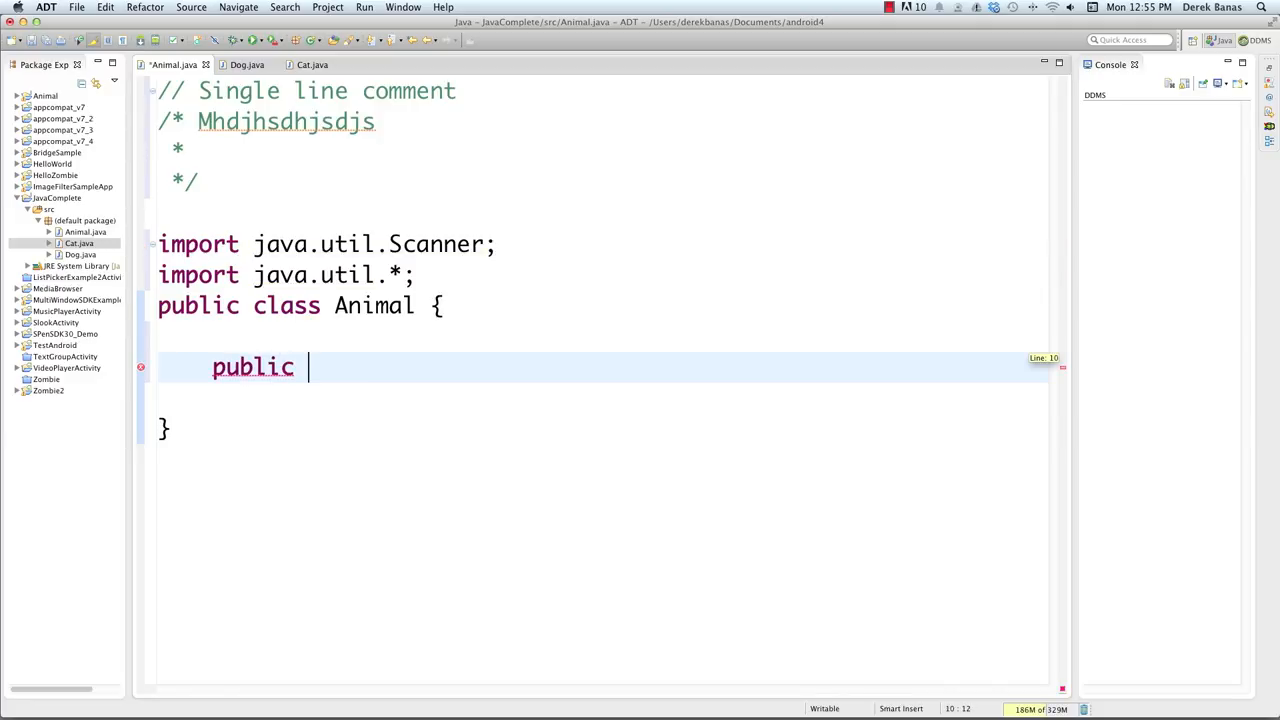 ADT File Edit Refactor Source Navigate Search Project Run Window Help 10 Mon 12:55 PM Derek Banas
Java – JavaComplete/src/Animal.java – ADT – /Users/derekbanas/Documents/android4
Quick Access Java DDMS
Package Exp
*Animal.java Dog.java Cat.java
Console
DDMS
Animal
appcompat_v7
appcompat_v7_2
appcompat_v7_3
appcompat_v7_4
BridgeSample
HelloWorld
HelloZombie
ImageFilterSampleApp
JavaComplete
src
(default package)
Animal.java
Cat.java
Dog.java
JRE System Library [Ja
ListPickerExample2Activi
MediaBrowser
MultiWindowSDKExample
MusicPlayerActivity
SlookActivity
SPenSDK30_Demo
TestAndroid
TextGroupActivity
VideoPlayerActivity
Zombie
Zombie2
// Single line comment
/* Mhdjhsdhjsdjs
*
*/
import java.util.Scanner;
import java.util.*;
public class Animal {
public
Line: 10
}
Writable Smart Insert 10 : 12 186M of 329M